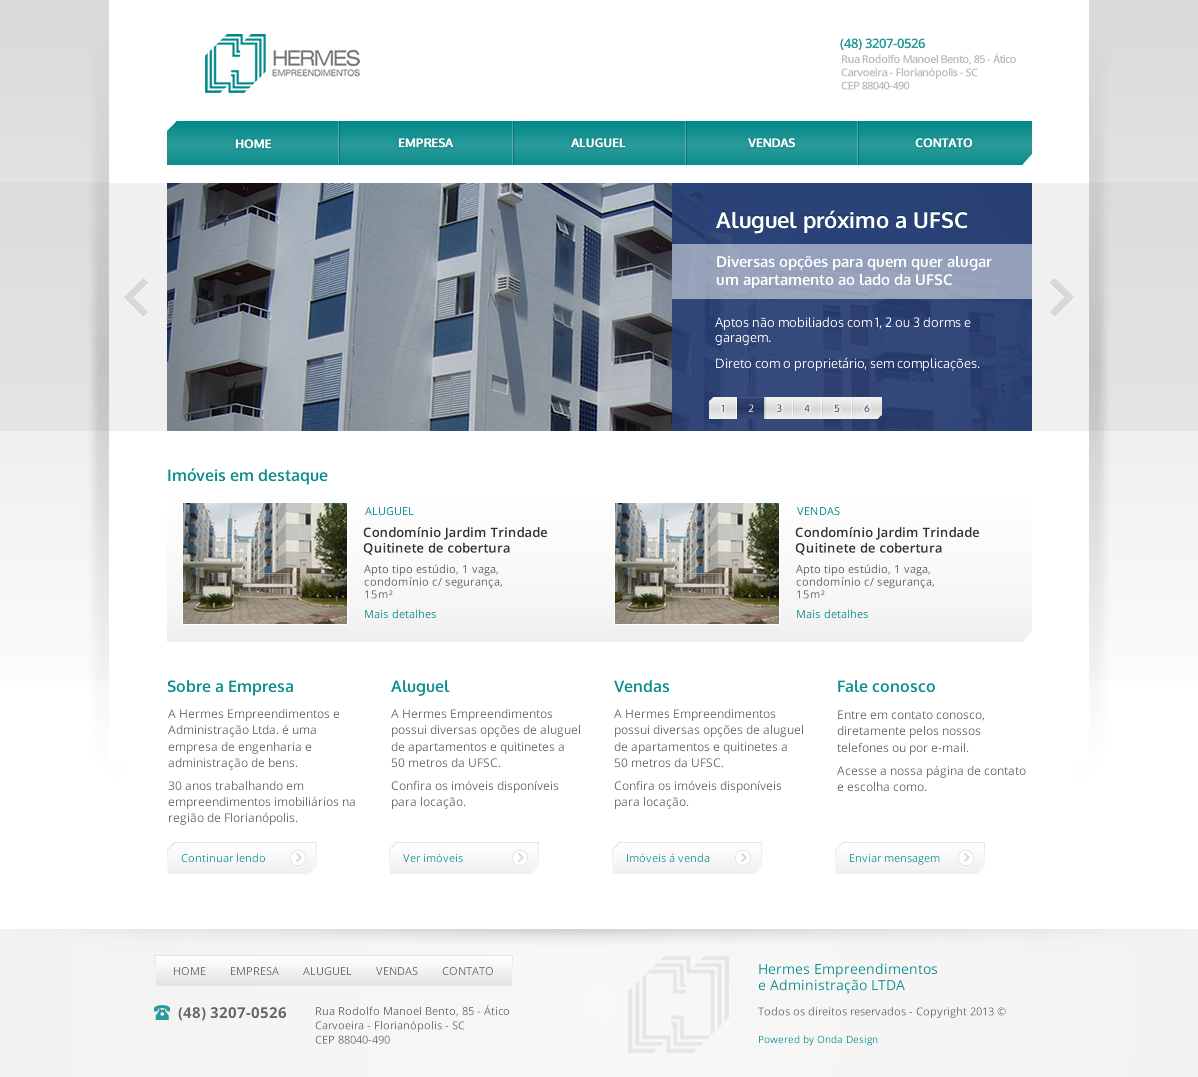 HERMES
EMPREENDIMENTOS
(48) 3207-0526
Rua Rodolfo Manoel Bento, 85 - Ático
Carvoeira - Florianópolis - SC
CEP 88040-490
HOME
EMPRESA
ALUGUEL
VENDAS
CONTATO
Aluguel próximo a UFSC
Diversas opções para quem quer alugar
um apartamento ao lado da UFSC
Aptos não mobiliados com 1, 2 ou 3 dorms e
garagem.
Direto com o proprietário, sem complicações.
1 2 3 4 5 6
Imóveis em destaque
ALUGUEL
Condomínio Jardim Trindade
Quitinete de cobertura
Apto tipo estúdio, 1 vaga,
condomínio c/ segurança,
15m²
Mais detalhes
VENDAS
Condomínio Jardim Trindade
Quitinete de cobertura
Apto tipo estúdio, 1 vaga,
condomínio c/ segurança,
15m²
Mais detalhes
Sobre a Empresa
A Hermes Empreendimentos e
Administração Ltda. é uma
empresa de engenharia e
administração de bens.
30 anos trabalhando em
empreendimentos imobiliários na
região de Florianópolis.
Continuar lendo
Aluguel
A Hermes Empreendimentos
possui diversas opções de aluguel
de apartamentos e quitinetes a
50 metros da UFSC.
Confira os imóveis disponíveis
para locação.
Ver imóveis
Vendas
A Hermes Empreendimentos
possui diversas opções de aluguel
de apartamentos e quitinetes a
50 metros da UFSC.
Confira os imóveis disponíveis
para locação.
Imóveis á venda
Fale conosco
Entre em contato conosco,
diretamente pelos nossos
telefones ou por e-mail.
Acesse a nossa página de contato
e escolha como.
Enviar mensagem
HOME
EMPRESA
ALUGUEL
VENDAS
CONTATO
(48) 3207-0526
Rua Rodolfo Manoel Bento, 85 - Ático
Carvoeira - Florianópolis - SC
CEP 88040-490
Hermes Empreendimentos
e Administração LTDA
Todos os direitos reservados - Copyright 2013 ©
Powered by Onda Design